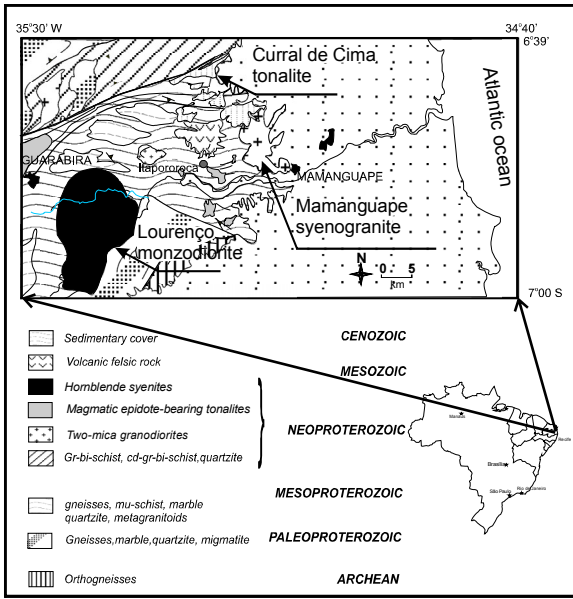 35°30' W
34°40'
6°39'
Curral de Cima
tonalite
Atlantic ocean
GUARABIRA
Itapororoca
MAMANGUAPE
Mamanguape
syenogranite
Lourenço
monzodiorite
N
0 5
km
7°00 S
Sedimentary cover
CENOZOIC
Volcanic felsic rock
MESOZOIC
Hornblende syenites
Magmatic epidote-bearing tonalites
Two-mica granodiorites
NEOPROTEROZOIC
Gr-bi-schist, cd-gr-bi-schist,quartzite
gneisses, mu-schist, marble
quartzite, metagranitoids
MESOPROTEROZOIC
Gneisses,marble,quartzite, migmatite
PALEOPROTEROZOIC
Orthogneisses
ARCHEAN
Manaus
Recife
Brasília
São Paulo
Rio de Janeiro